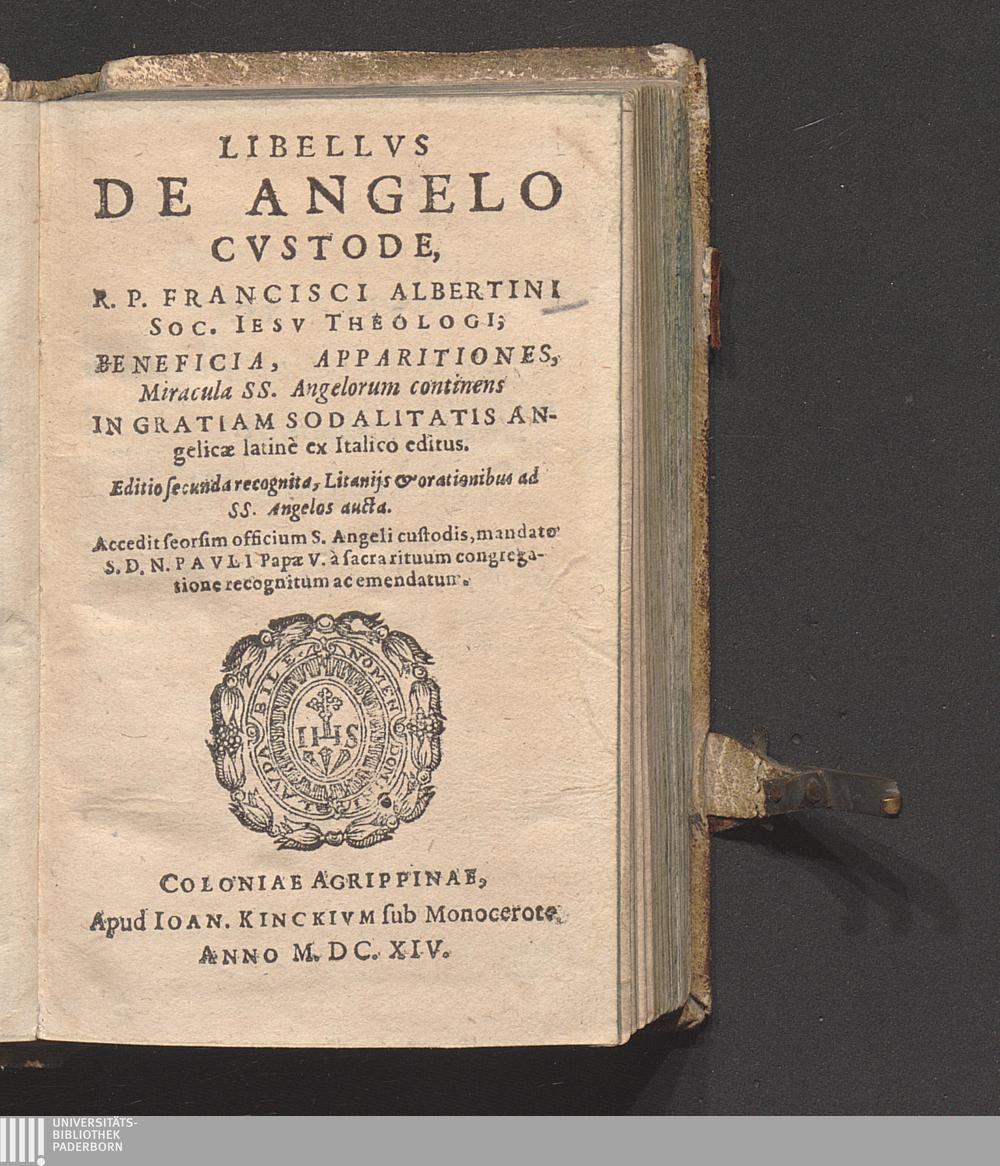 LIBELLVS
DE ANGELO
CVSTODE,
R. P. FRANCISCI ALBERTINI
SOC. IESV THEOLOGI;
BENEFICIA, APPARITIONES,
Miracula SS. Angelorum continens
IN GRATIAM SODALITATIS AN-
gelicæ latinè ex Italico editus.
Editio ſecunda recognita, Litanijs & orationibus ad
SS. Angelos aucta.
Accedit ſeorſim officium S. Angeli cuſtodis, mandato
S. D. N. PAVLI Papæ V. à ſacra rituum congrega-
tione recognitum ac emendatum.
LAVDABILE NOMEN DOMINI
IHS
COLONIAE AGRIPPINAE,
Apud IOAN. KINCKIVM ſub Monocerote,
ANNO M. DC. XIV.
UNIVERSITÄTS-
BIBLIOTHEK
PADERBORN